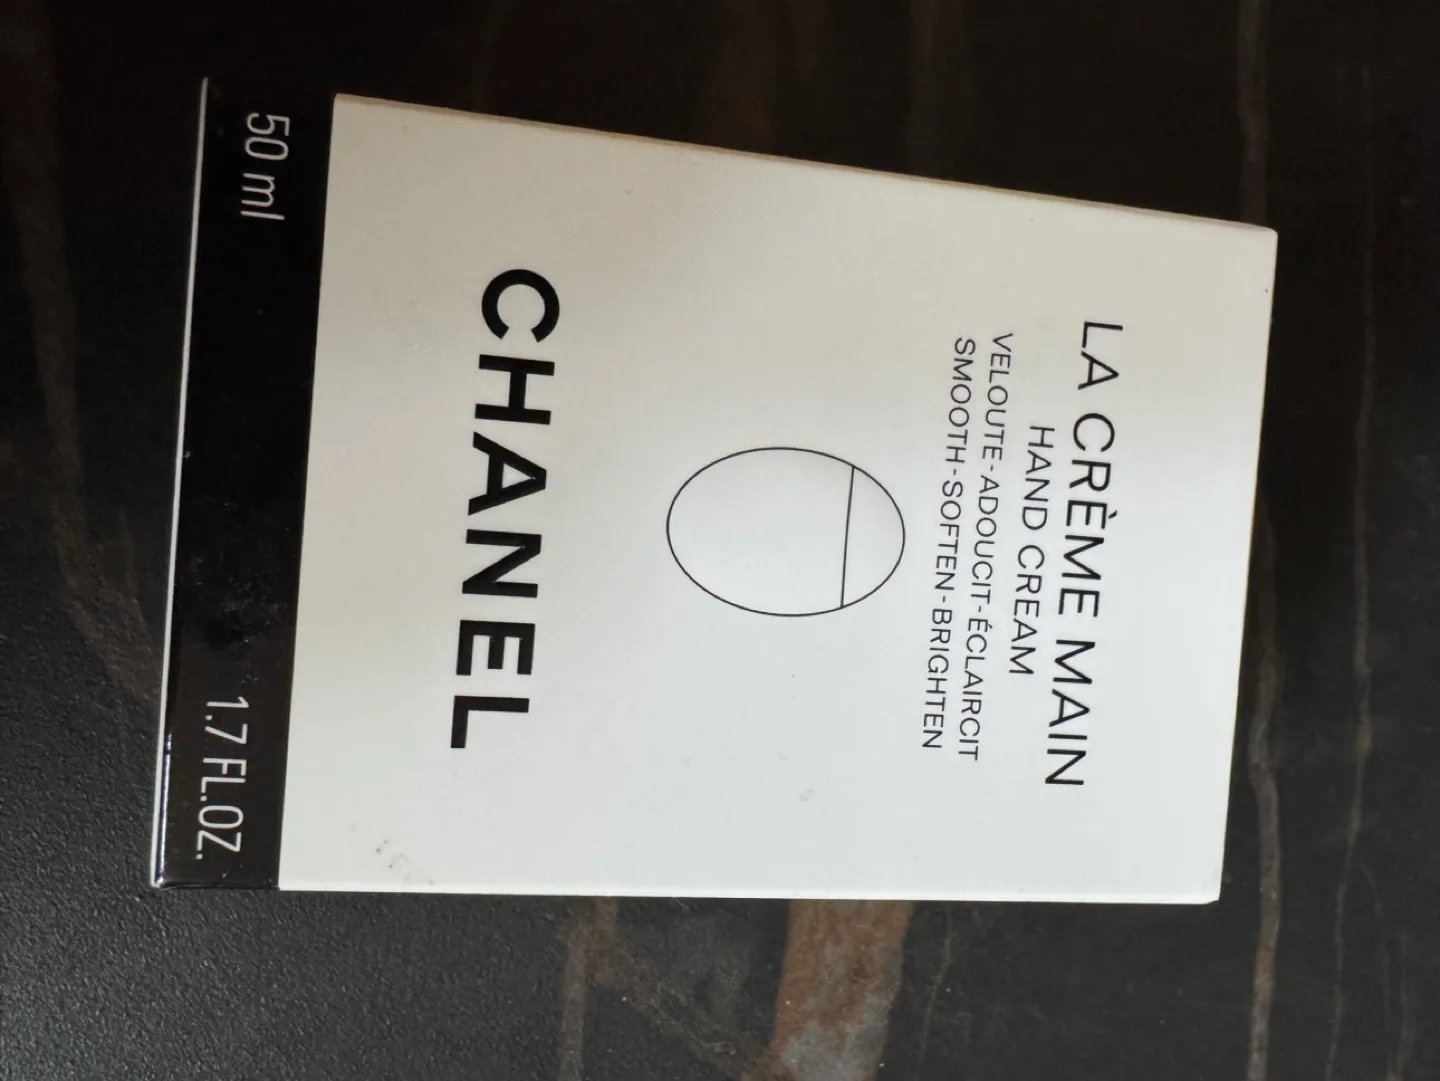 LA CRÈME MAIN
HAND CREAM
VELOUTE-ADOUCIT-ÉCLAIRCIT
SMOOTH-SOFTEN-BRIGHTEN
CHANEL
50 ml 1.7 FL.OZ.